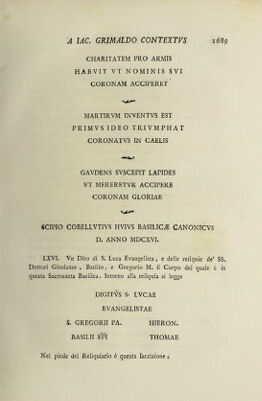 A IAC. GRIMALDO CONTEXTVS 1689
CHARITATEM PRO ARMIS
HABVIT VT NOMINIS SVI
CORONAM ACCIPERET
MARTIRVM INVENTVS EST
PRIMVS IDEO TRIVMPHAT
CORONATVS IN CAELIS
GAVDENS SVSCEPIT LAPIDES
VT MERERETVR ACCIPERE
CORONAM GLORIAE
SCIPIO COBELLVTIVS HVIVS BASILICÆ CANONICVS
D. ANNO MDCXVI.
LXVI. Vn Dito di S. Luca Evangelista, e delle reliquie de' SS.
Dottori Girolamo, Basilio, e Gregorio M. il Corpo del quale è in
questa Sacrosanta Basilica. Intorno alla reliquia si legge
DIGITVS S. LVCAE
EVANGELISTAE
S. GREGORII PA. HIERON.
BASILII EPI THOMAE
Nel piede del Reliquiario è questa Iscrizione.